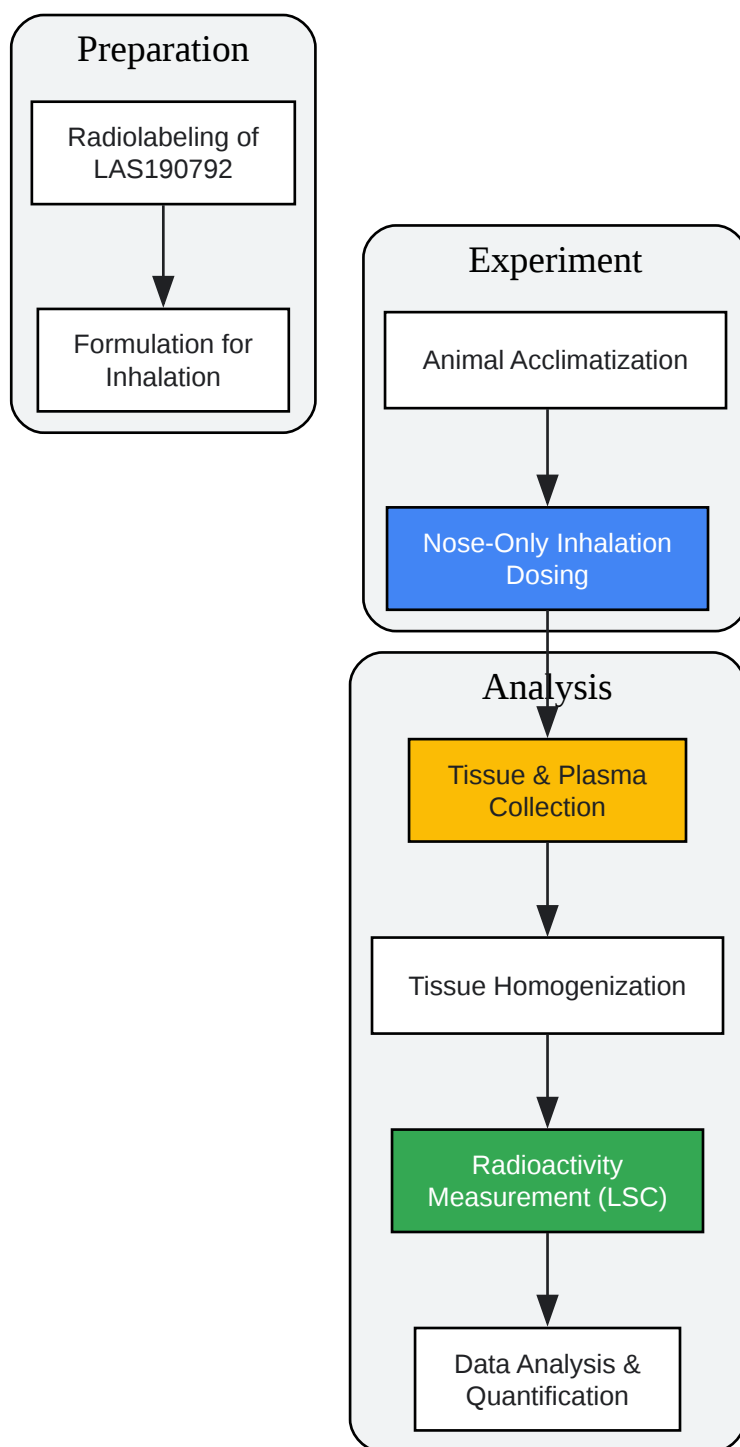 Preparation
Radiolabeling of
LAS190792
Formulation for
Inhalation
Experiment
Animal Acclimatization
Nose-Only Inhalation
Dosing
Analysis
Tissue & Plasma
Collection
Tissue Homogenization
Radioactivity
Measurement (LSC)
Data Analysis &
Quantification